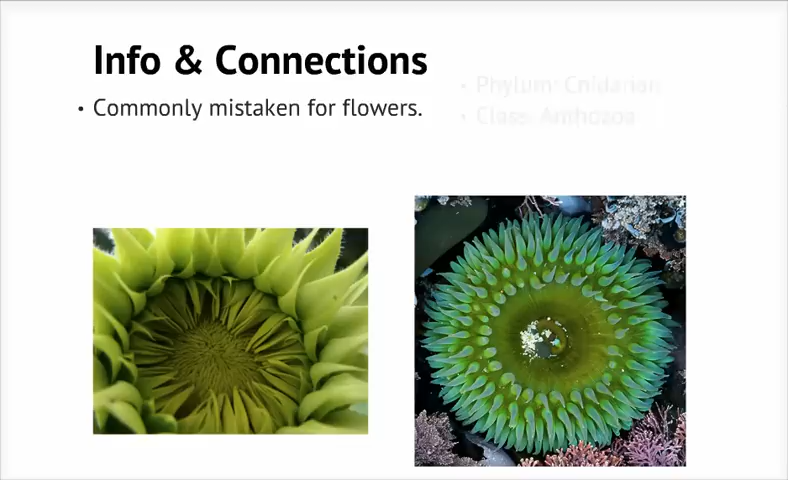 Info & Connections
• Commonly mistaken for flowers.
• Phylum: Cnidarian
• Class: Anthozoa